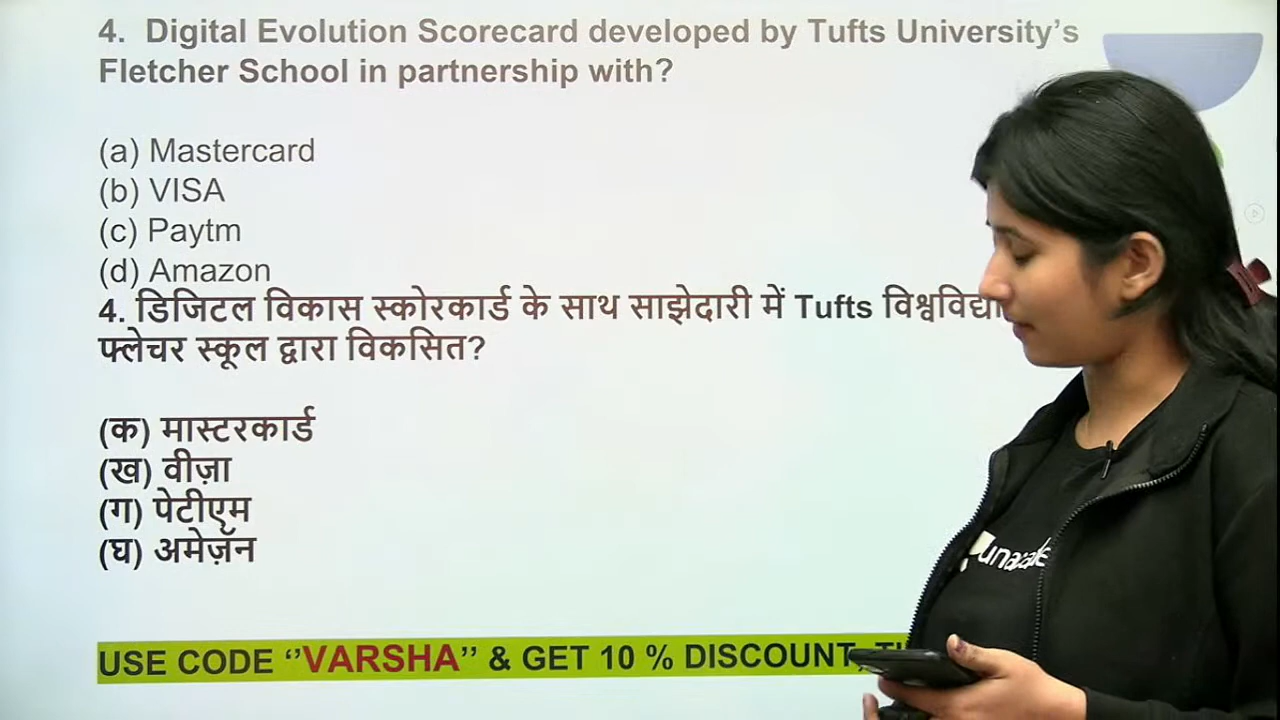 4. Digital Evolution Scorecard developed by Tufts University’s
Fletcher School in partnership with?
(a) Mastercard
(b) VISA
(c) Paytm
(d) Amazon
4. डिजिटल विकास स्कोरकार्ड के साथ साझेदारी में Tufts
फ्लेचर स्कूल द्वारा विकसित?
(क) मास्टरकार्ड
(ख) वीज़ा
(ग) पेटीएम
(घ) अमेज़ॅन
USE CODE ‘’VARSHA’’ & GET 10 % DISCOUNT,